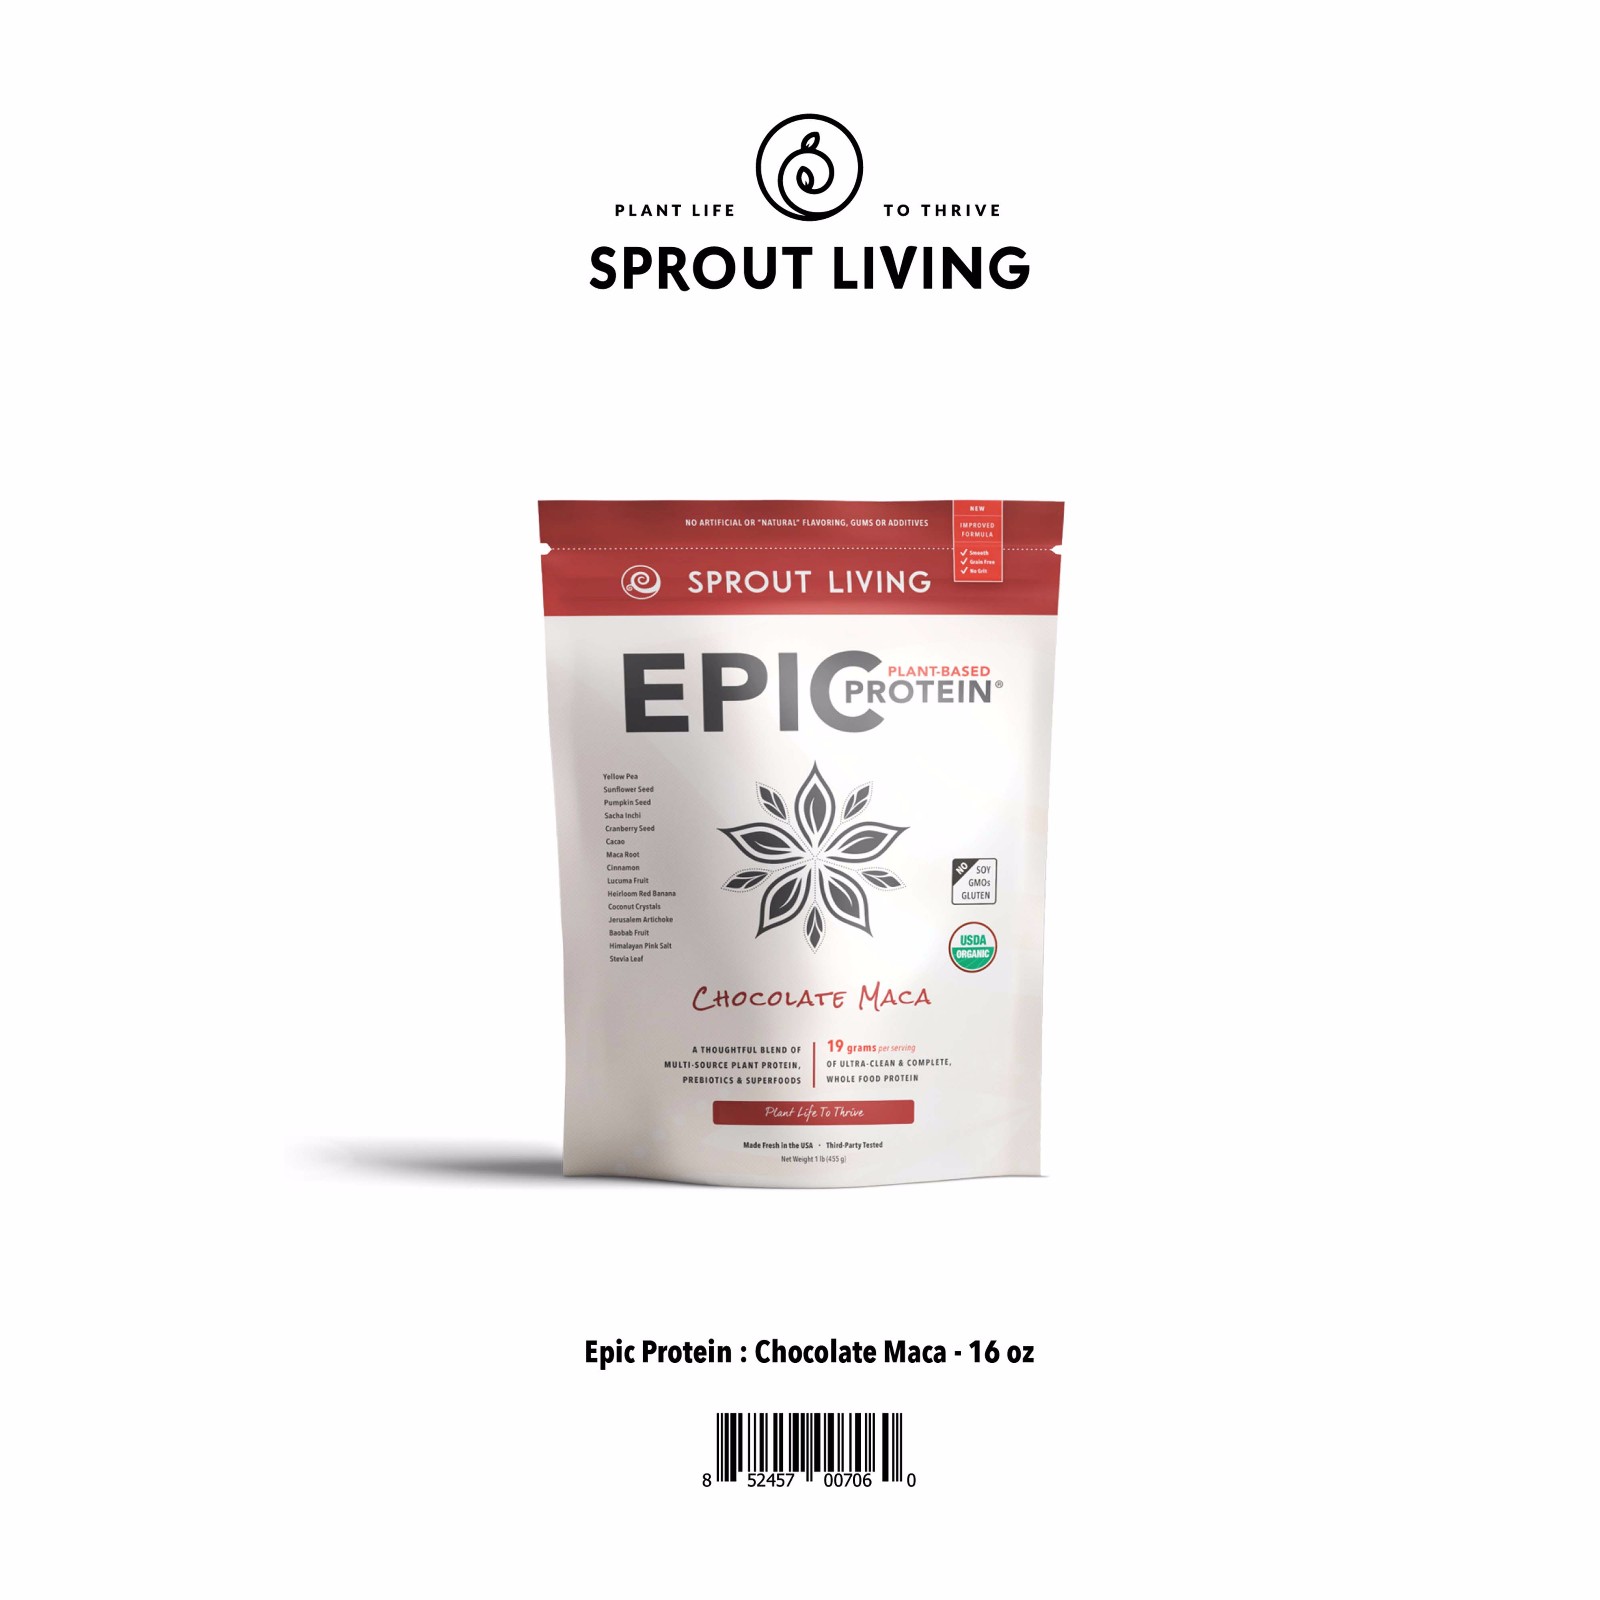 PLANT LIFE TO THRIVE
SPROUT LIVING
NO ARTIFICIAL OR "NATURAL" FLAVORING, GUMS OR ADDITIVES
NEW
IMPROVED
FORMULA
Smooth
Grain Free
No Grit
SPROUT LIVING
EPIC
PLANT-BASED
PROTEIN®
Yellow Pea
Sunflower Seed
Pumpkin Seed
Sacha Inchi
Cranberry Seed
Cacao
Maca Root
Cinnamon
Lucuma Fruit
Heirloom Red Banana
Coconut Crystals
Jerusalem Artichoke
Baobab Fruit
Himalayan Pink Salt
Stevia Leaf
NO
SOY
GMOs
GLUTEN
USDA
ORGANIC
CHOCOLATE MACA
A THOUGHTFUL BLEND OF
MULTI-SOURCE PLANT PROTEIN,
PREBIOTICS & SUPERFOODS
19 grams per serving
OF ULTRA-CLEAN & COMPLETE,
WHOLE FOOD PROTEIN
Plant Life To Thrive
Made Fresh in the USA · Third-Party Tested
Net Weight 1 lb (455 g)
Epic Protein : Chocolate Maca - 16 oz
8 52457 00706 0